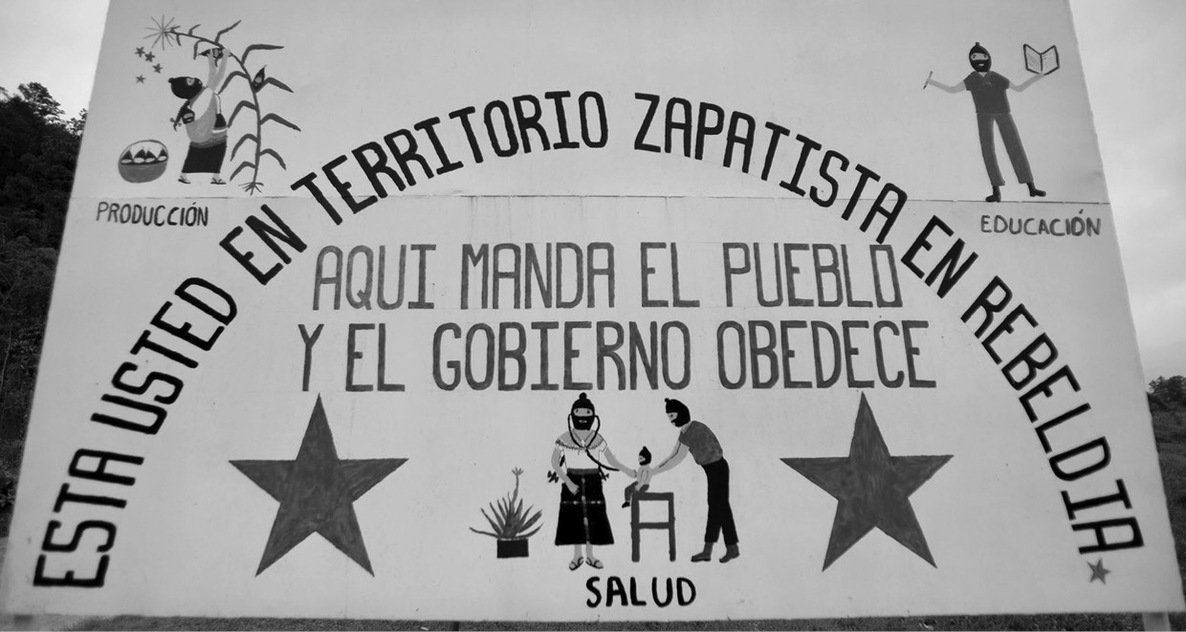 PRODUCCIÓN
EDUCACIÓN
ESTA USTED EN TERRITORIO ZAPATISTA EN REBELDIA
AQUI MANDA EL PUEBLO
Y EL GOBIERNO OBEDECE
SALUD